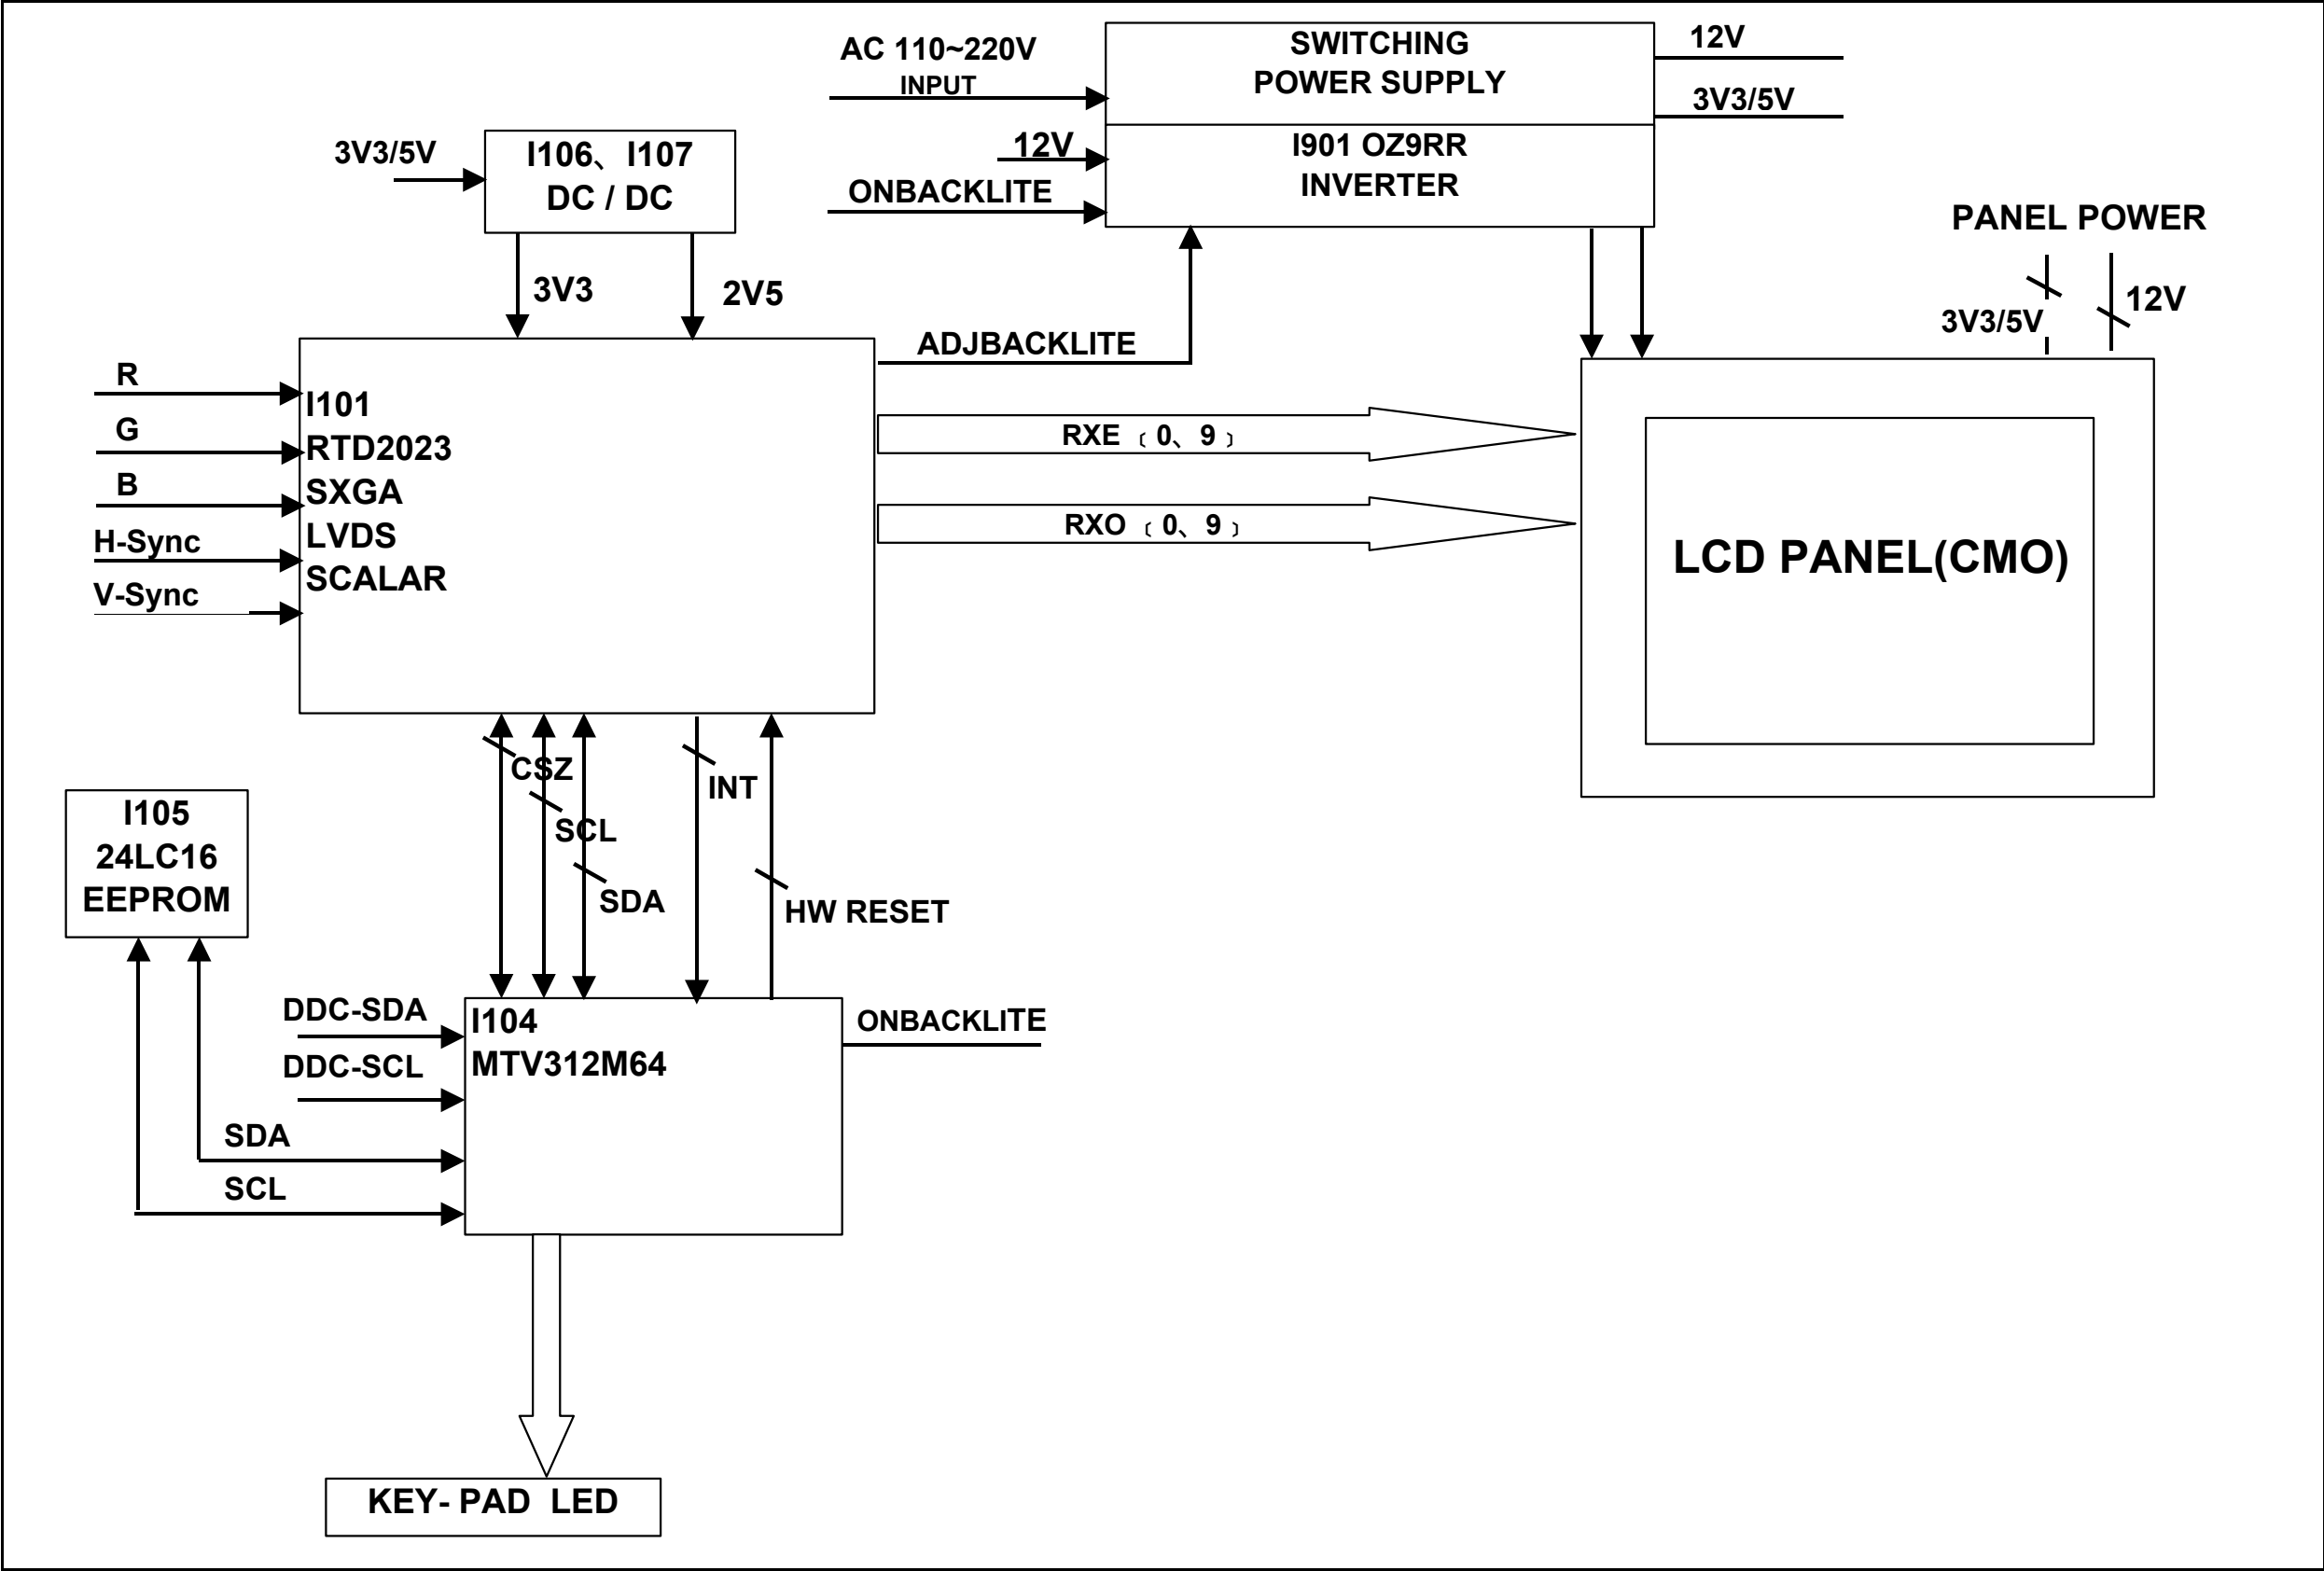 AC 110~220V
INPUT
SWITCHING
POWER SUPPLY
12V
3V3/5V
12V
ONBACKLITE
I901 OZ9RR
INVERTER
3V3/5V
I106、I107
DC / DC
PANEL POWER
3V3/5V
12V
3V3
2V5
ADJBACKLITE
R
G
B
H-Sync
V-Sync
I101
RTD2023
SXGA
LVDS
SCALAR
RXE﹝0、9﹞
RXO﹝0、9﹞
LCD PANEL(CMO)
CSZ
SCL
SDA
INT
HW RESET
I105
24LC16
EEPROM
DDC-SDA
DDC-SCL
SDA
SCL
I104
MTV312M64
ONBACKLITE
KEY- PAD  LED